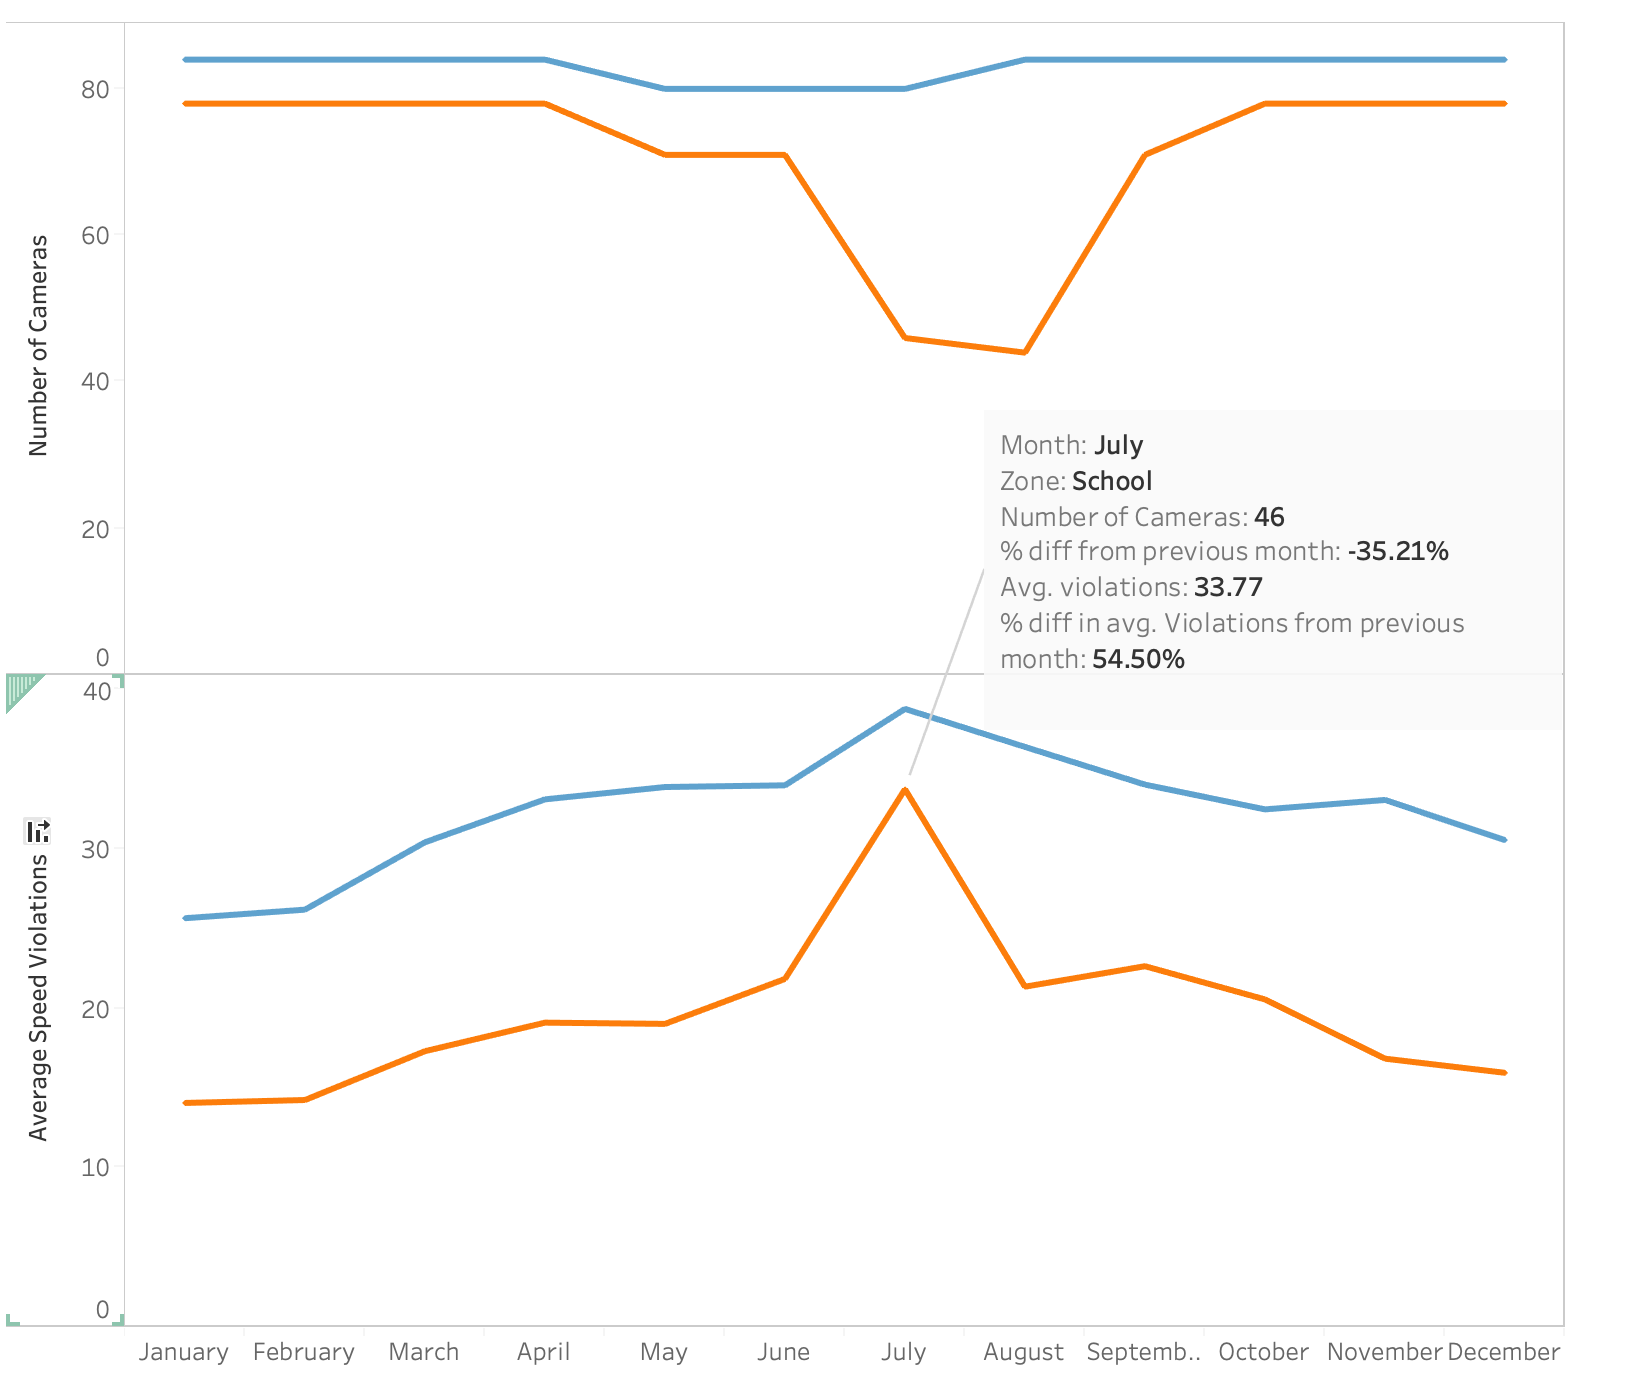 80
60
40
20
0
Number of Cameras
Month: July
Zone: School
Number of Cameras: 46
% diff from previous month: -35.21%
Avg. violations: 33.77
% diff in avg. Violations from previous
month: 54.50%
40
30
20
10
0
Average Speed Violations
January February March April May June July August Septemb.. October November December